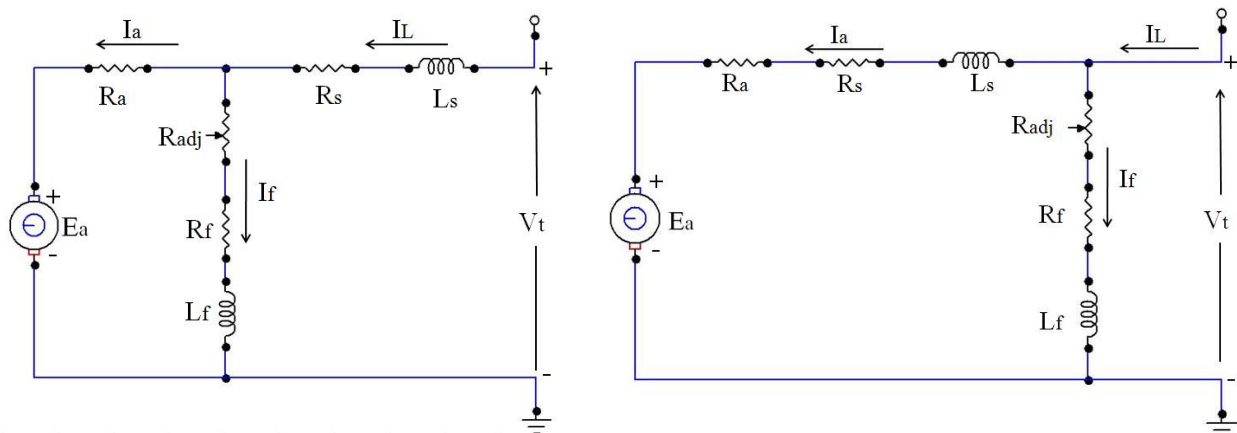 Ia
IL
+
Ra
Rs
Ls
Radj
If
+
Ea
Rf
Vt
-
Lf
-
Ia
IL
+
Ra
Rs
Ls
Radj
If
+
Ea
Rf
Vt
-
Lf
-